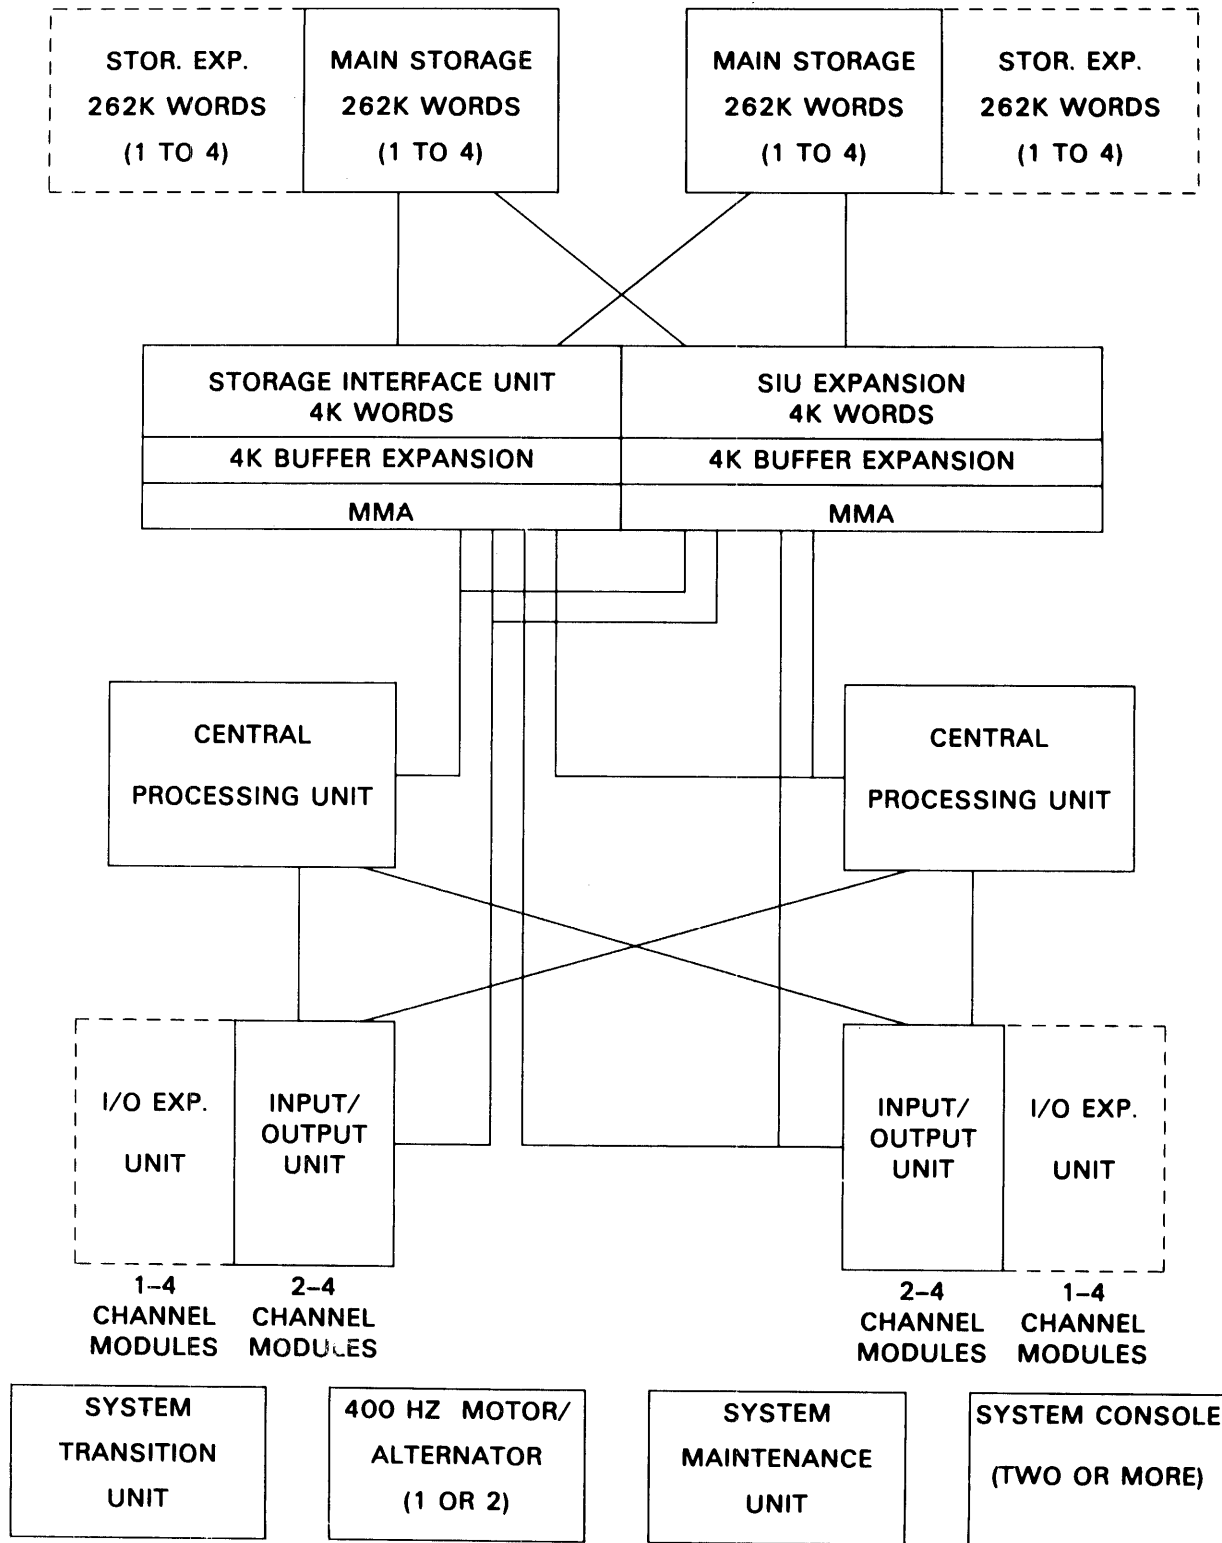 STOR. EXP.
262K WORDS
(1 TO 4)
MAIN STORAGE
262K WORDS
(1 TO 4)
MAIN STORAGE
262K WORDS
(1 TO 4)
STOR. EXP.
262K WORDS
(1 TO 4)
STORAGE INTERFACE UNIT
4K WORDS
SIU EXPANSION
4K WORDS
4K BUFFER EXPANSION
4K BUFFER EXPANSION
MMA
MMA
CENTRAL
PROCESSING UNIT
CENTRAL
PROCESSING UNIT
I/O EXP.
UNIT
INPUT/
OUTPUT
UNIT
INPUT/
OUTPUT
UNIT
I/O EXP.
UNIT
1–4
CHANNEL
MODULES
2–4
CHANNEL
MODULES
2–4
CHANNEL
MODULES
1–4
CHANNEL
MODULES
SYSTEM
TRANSITION
UNIT
400 HZ MOTOR/
ALTERNATOR
(1 OR 2)
SYSTEM
MAINTENANCE
UNIT
SYSTEM CONSOLE
(TWO OR MORE)